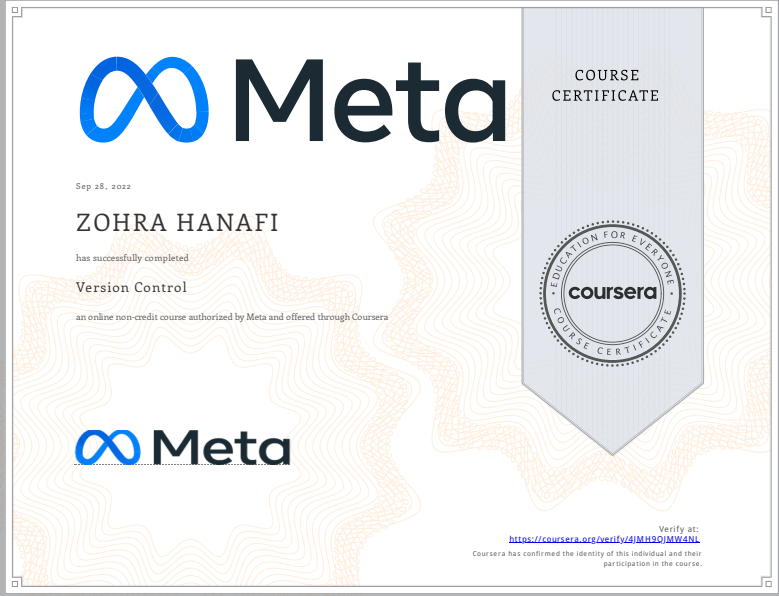 Meta
COURSE
CERTIFICATE
Sep 28, 2022
ZOHRA HANAFI
has successfully completed
Version Control
an online non-credit course authorized by Meta and offered through Coursera
EDUCATION FOR EVERYONE
coursera
COURSE CERTIFICATE
Meta
Verify at:
https://coursera.org/verify/4JMH9QJMW4NL
Coursera has confirmed the identity of this individual and their
participation in the course.